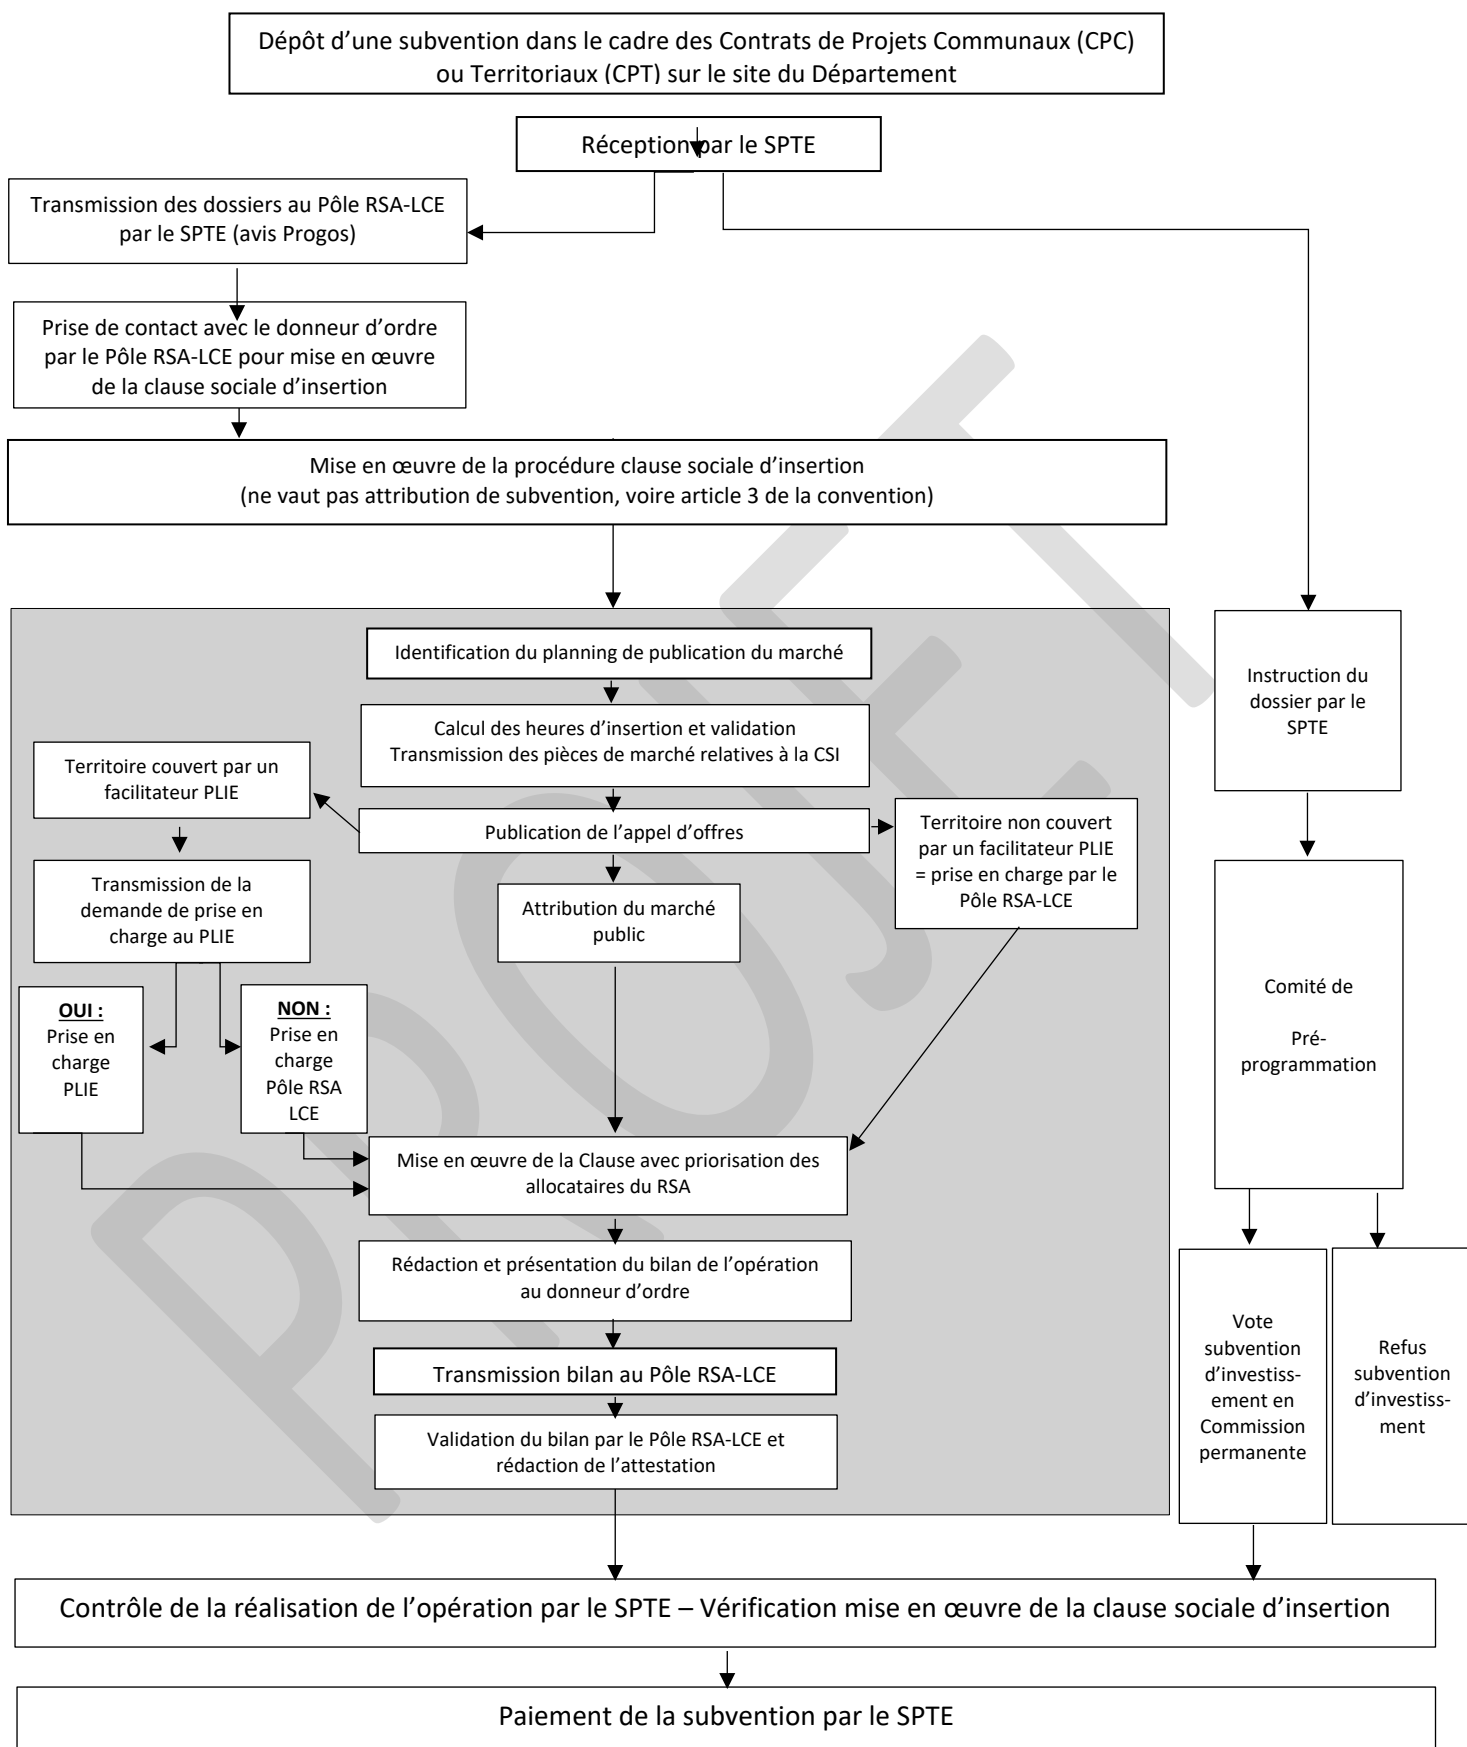 Dépôt d’une subvention dans le cadre des Contrats de Projets Communaux (CPC)
ou Territoriaux (CPT) sur le site du Département
Réception par le SPTE
Transmission des dossiers au Pôle RSA-LCE
par le SPTE (avis Progos)
Prise de contact avec le donneur d’ordre
par le Pôle RSA-LCE pour mise en œuvre
de la clause sociale d’insertion
Mise en œuvre de la procédure clause sociale d’insertion
(ne vaut pas attribution de subvention, voire article 3 de la convention)
Identification du planning de publication du marché
Calcul des heures d’insertion et validation
Transmission des pièces de marché relatives à la CSI
Territoire couvert par un
facilitateur PLIE
Publication de l’appel d’offres
Territoire non couvert
par un facilitateur PLIE
= prise en charge par le
Pôle RSA-LCE
Transmission de la
demande de prise en
charge au PLIE
Attribution du marché
public
OUI :
Prise en
charge
PLIE
NON :
Prise en
charge
Pôle RSA
LCE
Mise en œuvre de la Clause avec priorisation des
allocataires du RSA
Rédaction et présentation du bilan de l’opération
au donneur d’ordre
Transmission bilan au Pôle RSA-LCE
Validation du bilan par le Pôle RSA-LCE et
rédaction de l’attestation
Instruction du
dossier par le
SPTE
Comité de
Pré-
programmation
Vote
subvention
d’investiss-
ement en
Commission
permanente
Refus
subvention
d’investiss-
ment
Contrôle de la réalisation de l’opération par le SPTE – Vérification mise en œuvre de la clause sociale d’insertion
Paiement de la subvention par le SPTE
PROJET